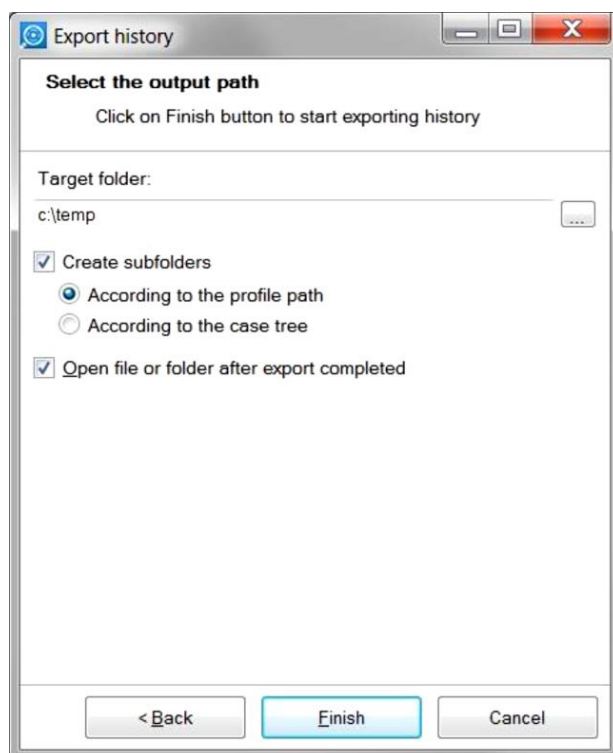 Export history
Select the output path
Click on Finish button to start exporting history
Target folder:
c:\temp
...
Create subfolders
According to the profile path
According to the case tree
Open file or folder after export completed
< Back
Finish
Cancel